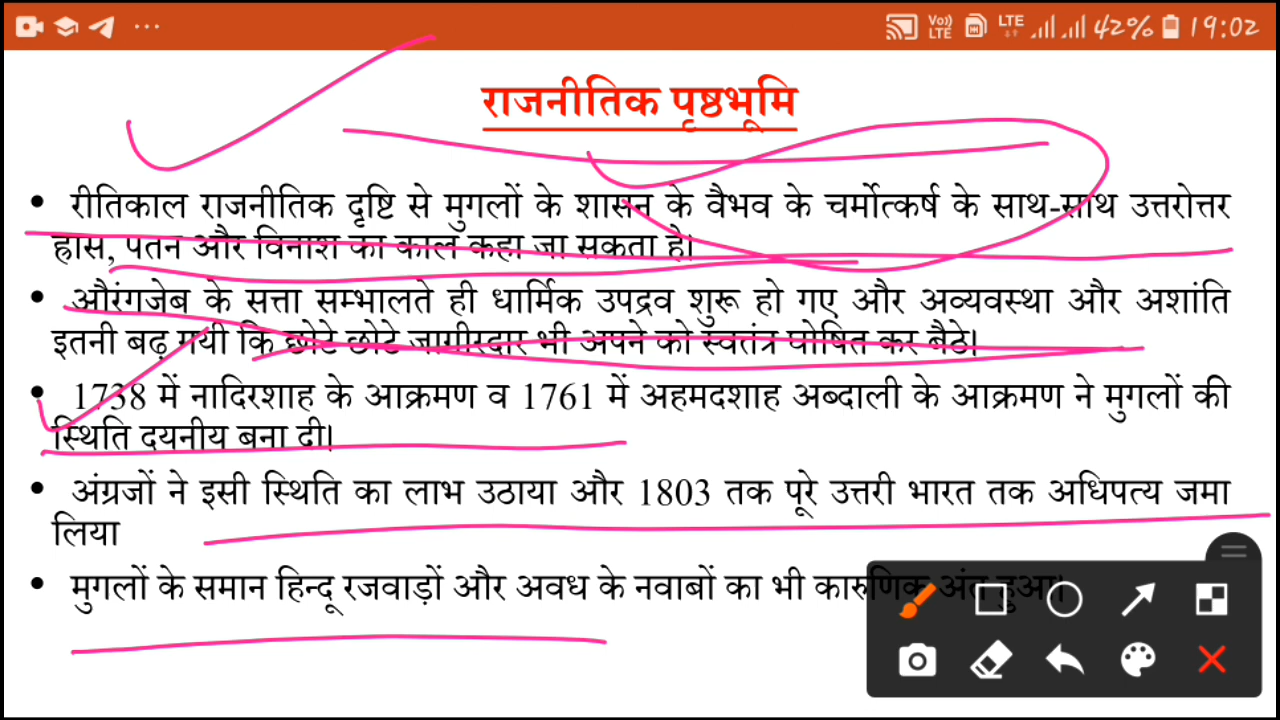 Vo)) LTE LTE 42% 19:02
राजनीतिक पृष्ठभूमि
• रीतिकाल राजनीतिक दृष्टि से मुगलों के शासन के वैभव के चर्मोत्कर्ष के साथ-साथ उत्तरोत्तर
ह्रास, पतन और विनाश का काल कहा जा सकता है।
• औरंगजेब के सत्ता सम्भालते ही धार्मिक उपद्रव शुरू हो गए और अव्यवस्था और अशांति
इतनी बढ़ गयी कि छोटे छोटे जागीरदार भी अपने को स्वतंत्र घोषित कर बैठे।
• 1738 में नादिरशाह के आक्रमण व 1761 में अहमदशाह अब्दाली के आक्रमण ने मुगलों की
स्थिति दयनीय बना दी।
• अंग्रजों ने इसी स्थिति का लाभ उठाया और 1803 तक पूरे उत्तरी भारत तक अधिपत्य जमा
लिया
• मुगलों के समान हिन्दू रजवाड़ों और अवध के नवाबों का भी कारुणिक अंत हुआ।